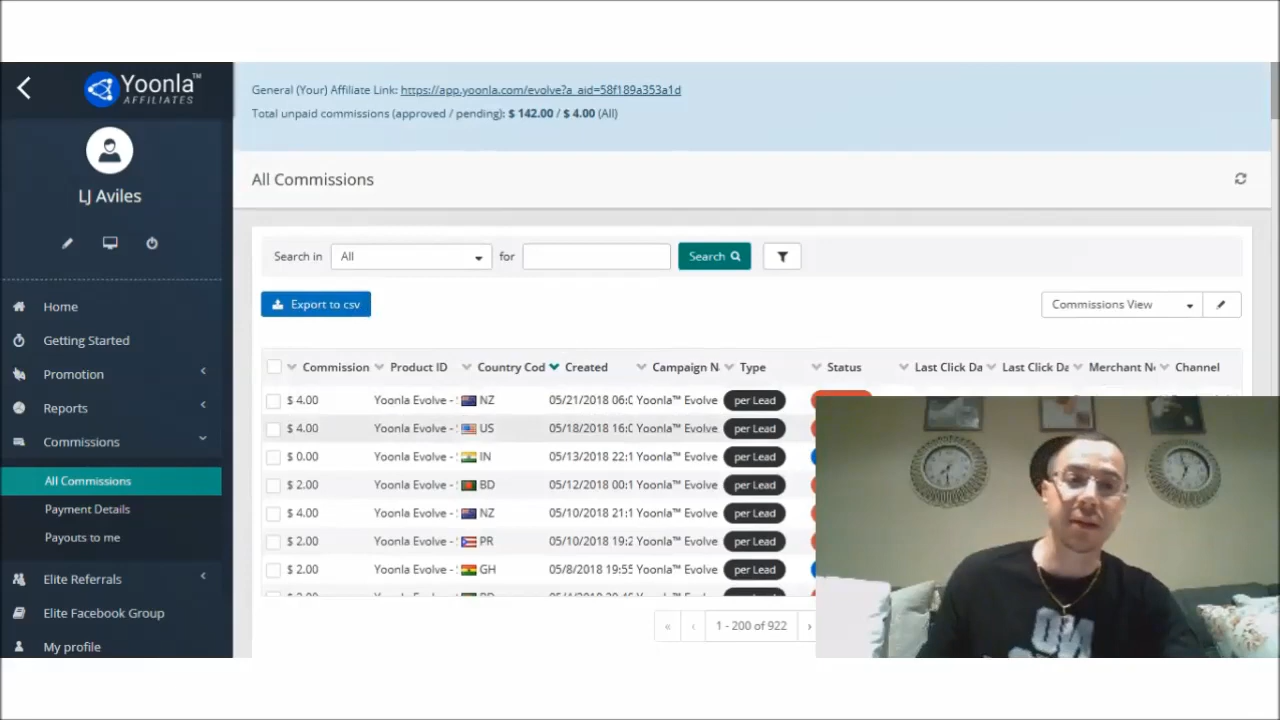 Yoonla™
AFFILIATES
LJ Aviles
Home
Getting Started
Promotion
Reports
Commissions
All Commissions
Payment Details
Payouts to me
Elite Referrals
Elite Facebook Group
My profile
General (Your) Affiliate Link: https://app.yoonla.com/evolve?a_aid=58f189a353a1d
Total unpaid commissions (approved / pending): $ 142.00 / $ 4.00 (All)
All Commissions
Search in All for Search
Export to csv
Commissions View
Commission Product ID Country Cod Created Campaign N Type Status Last Click Da Last Click Da Merchant N Channel
$ 4.00 Yoonla Evolve - NZ 05/21/2018 06:0 Yoonla™ Evolve per Lead
$ 4.00 Yoonla Evolve - US 05/18/2018 16:0 Yoonla™ Evolve per Lead
$ 0.00 Yoonla Evolve - IN 05/13/2018 22:1 Yoonla™ Evolve per Lead
$ 2.00 Yoonla Evolve - BD 05/12/2018 00:1 Yoonla™ Evolve per Lead
$ 4.00 Yoonla Evolve - NZ 05/10/2018 21:1 Yoonla™ Evolve per Lead
$ 2.00 Yoonla Evolve - PR 05/10/2018 19:2 Yoonla™ Evolve per Lead
$ 2.00 Yoonla Evolve - GH 05/8/2018 19:55 Yoonla™ Evolve per Lead
1 - 200 of 922